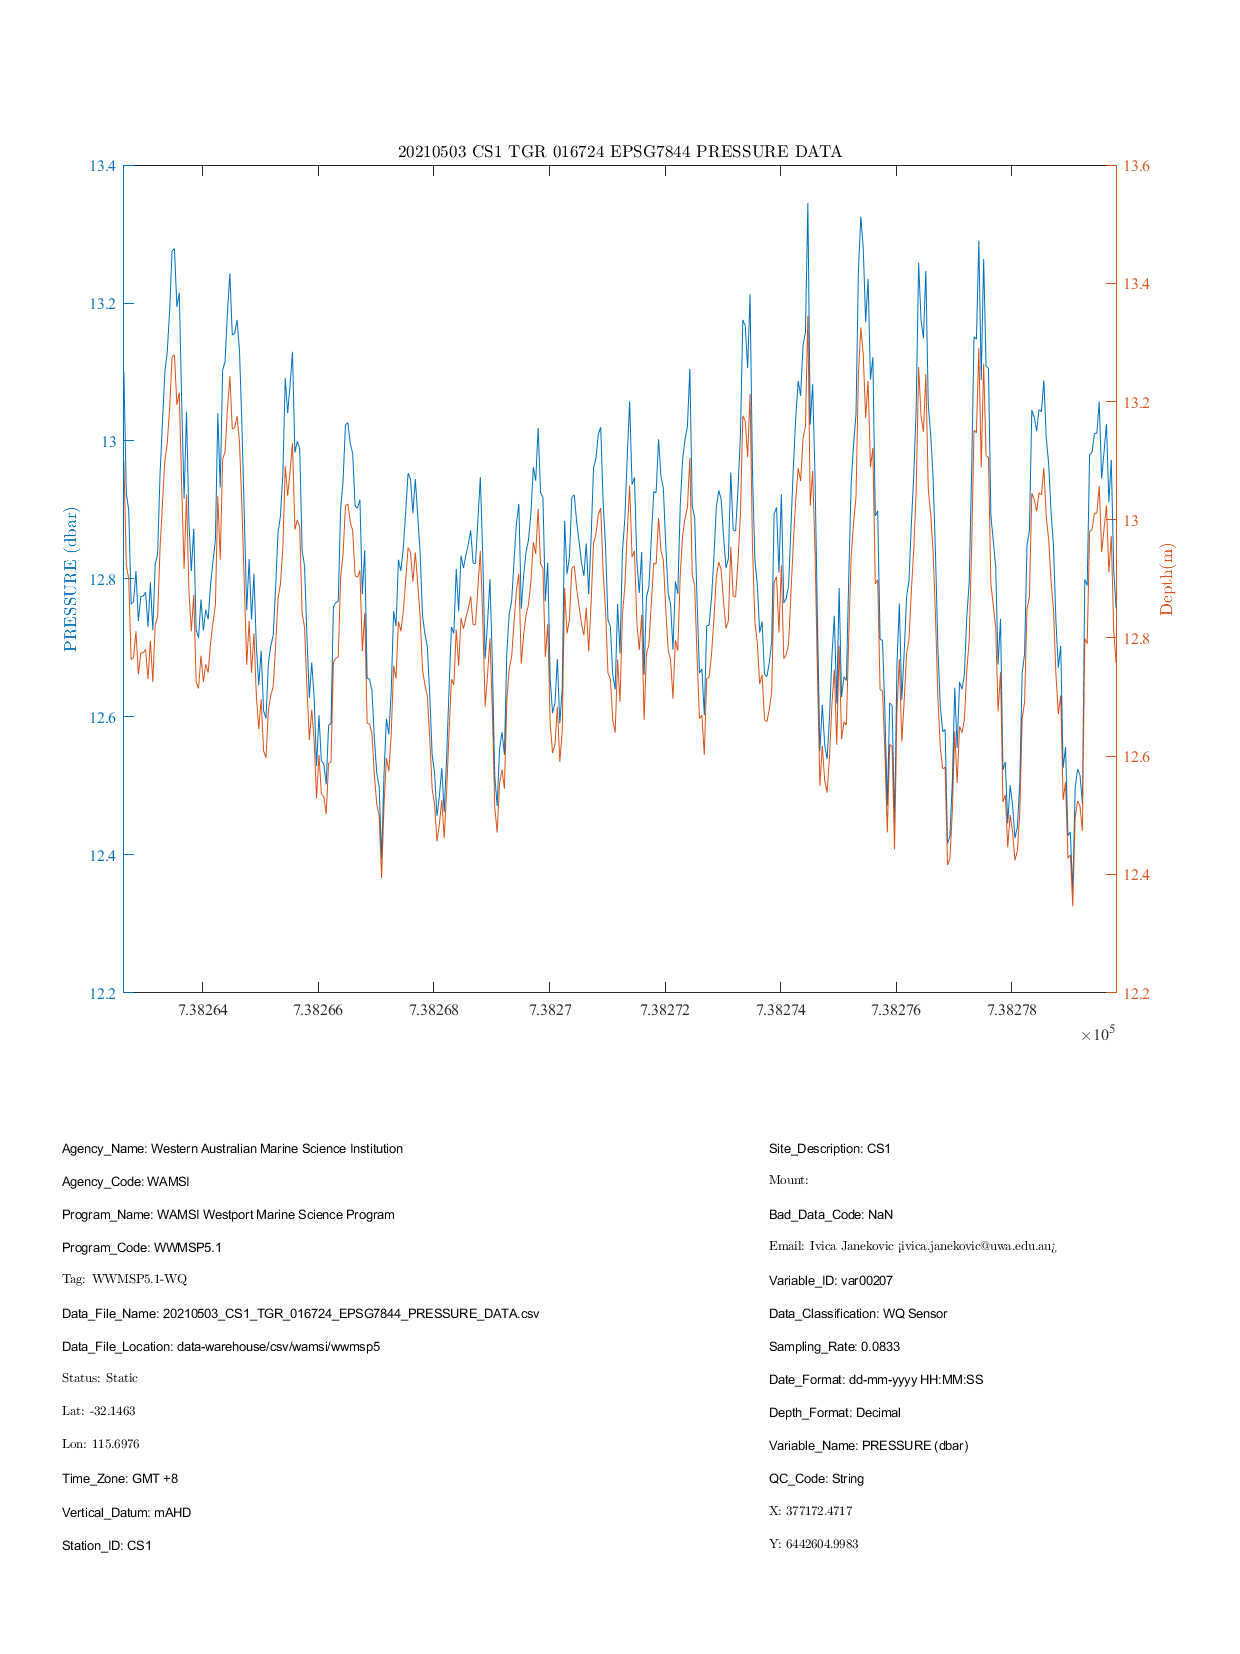 20210503 CS1 TGR 016724 EPSG7844 PRESSURE DATA
13.4
13.2
13
12.8
12.6
12.4
12.2
PRESSURE (dbar)
13.6
13.4
13.2
13
12.8
12.6
12.4
12.2
Depth(m)
7.38264 7.38266 7.38268 7.3827 7.38272 7.38274 7.38276 7.38278
×10⁵
Agency_Name: Western Australian Marine Science Institution
Agency_Code: WAMSI
Program_Name: WAMSI Westport Marine Science Program
Program_Code: WWMSP5.1
Tag: WWMSP5.1-WQ
Data_File_Name: 20210503_CS1_TGR_016724_EPSG7844_PRESSURE_DATA.csv
Data_File_Location: data-warehouse/csv/wamsi/wwmsp5
Status: Static
Lat: -32.1463
Lon: 115.6976
Time_Zone: GMT +8
Vertical_Datum: mAHD
Station_ID: CS1
Site_Description: CS1
Mount:
Bad_Data_Code: NaN
Email: Ivica Janekovic ¡ivica.janekovic@uwa.edu.au¿
Variable_ID: var00207
Data_Classification: WQ Sensor
Sampling_Rate: 0.0833
Date_Format: dd-mm-yyyy HH:MM:SS
Depth_Format: Decimal
Variable_Name: PRESSURE (dbar)
QC_Code: String
X: 377172.4717
Y: 6442604.9983